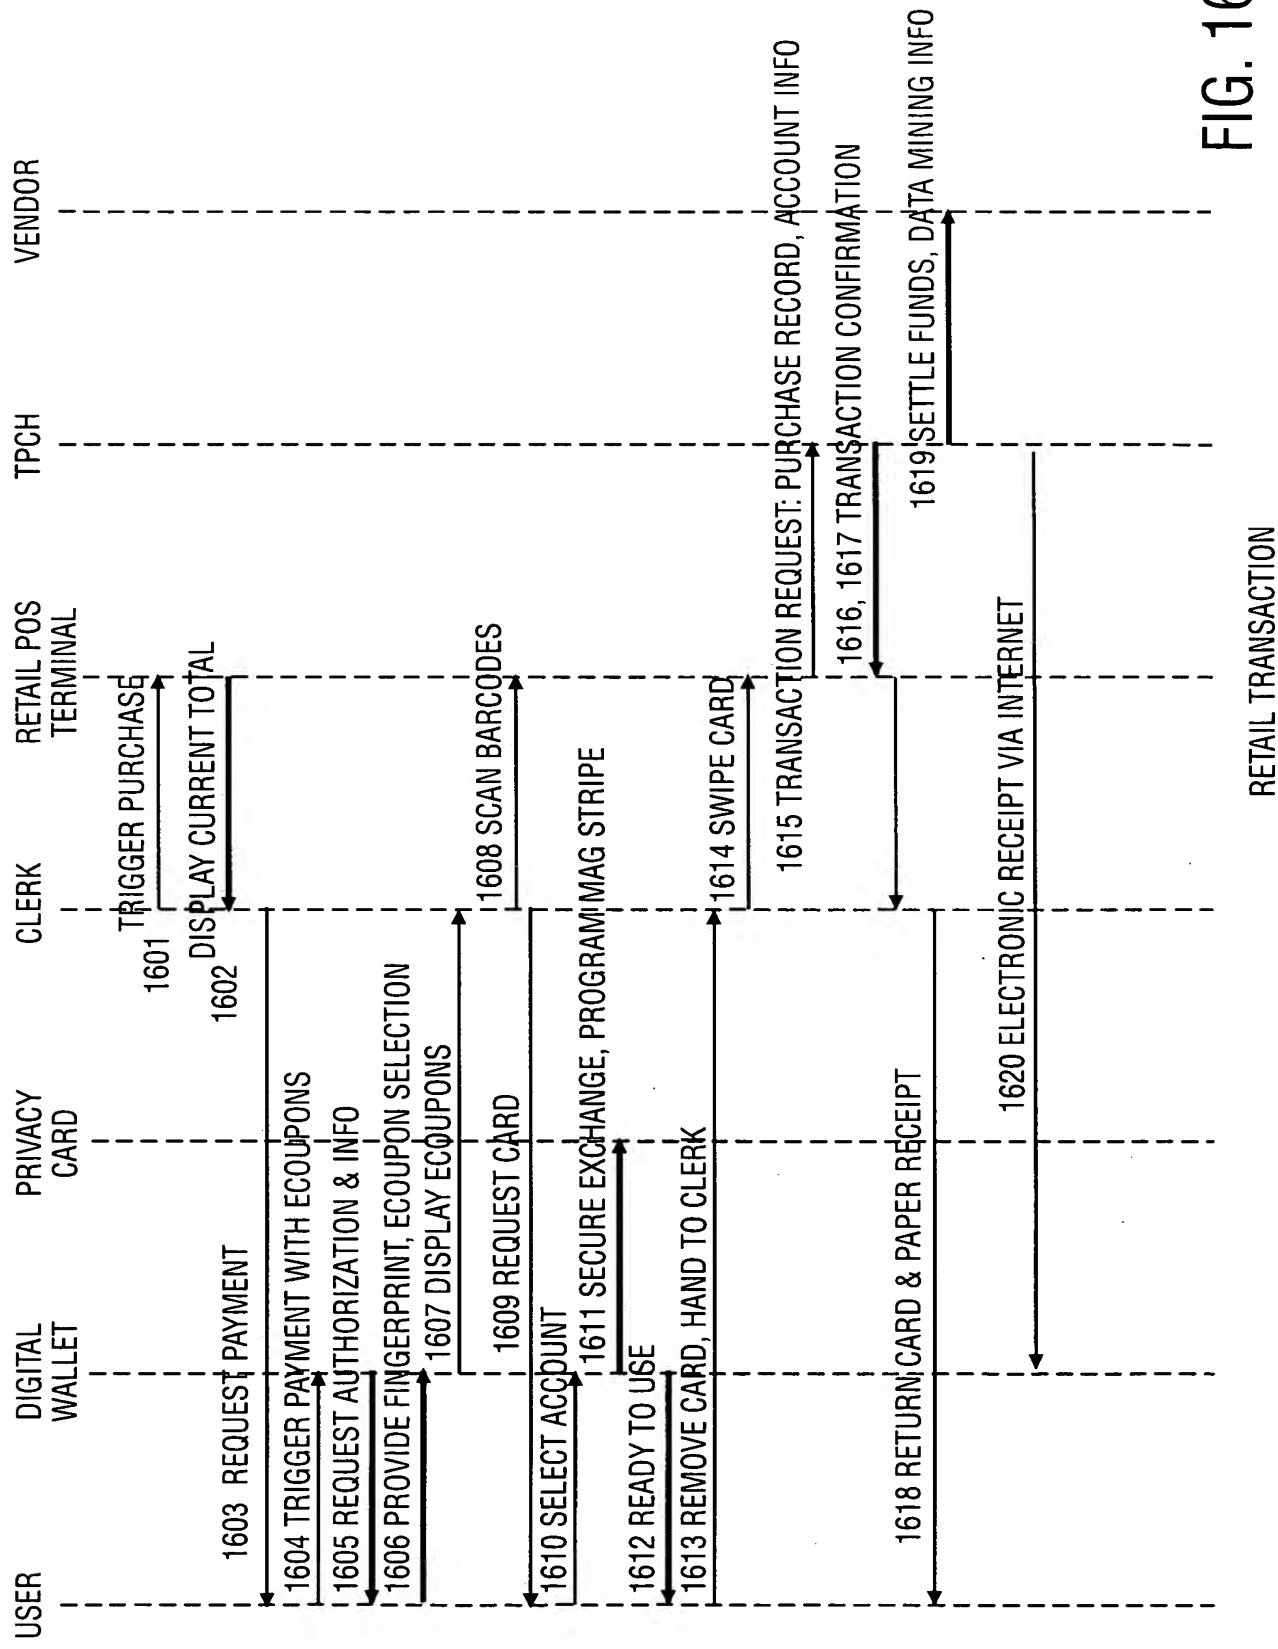 USER
DIGITAL
WALLET
PRIVACY
CARD
CLERK
RETAIL POS
TERMINAL
TPCH
VENDOR
TRIGGER PURCHASE
1601
DISPLAY CURRENT TOTAL
1602
1603 REQUEST PAYMENT
1604 TRIGGER PAYMENT WITH ECOUPONS
1605 REQUEST AUTHORIZATION & INFO
1606 PROVIDE FINGERPRINT, ECOUPON SELECTION
1607 DISPLAY ECOUPONS
1608 SCAN BARCODES
1609 REQUEST CARD
1610 SELECT ACCOUNT
1611 SECURE EXCHANGE, PROGRAM MAG STRIPE
1612 READY TO USE
1613 REMOVE CARD, HAND TO CLERK
1614 SWIPE CARD
1615 TRANSACTION REQUEST: PURCHASE RECORD, ACCOUNT INFO
1616, 1617 TRANSACTION CONFIRMATION
1618 RETURN CARD & PAPER RECEIPT
1619 SETTLE FUNDS, DATA MINING INFO
1620 ELECTRONIC RECEIPT VIA INTERNET
RETAIL TRANSACTION
FIG. 16